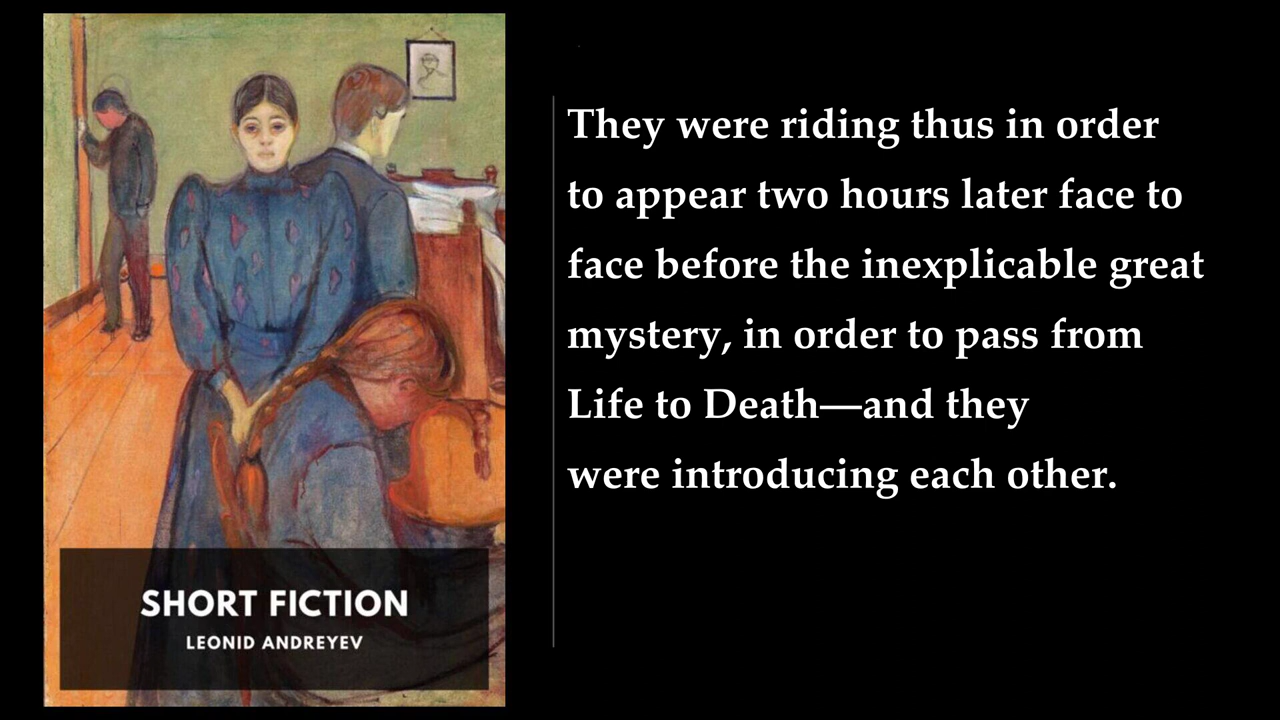 SHORT FICTION
LEONID ANDREYEV
They were riding thus in order
to appear two hours later face to
face before the inexplicable great
mystery, in order to pass from
Life to Death—and they
were introducing each other.